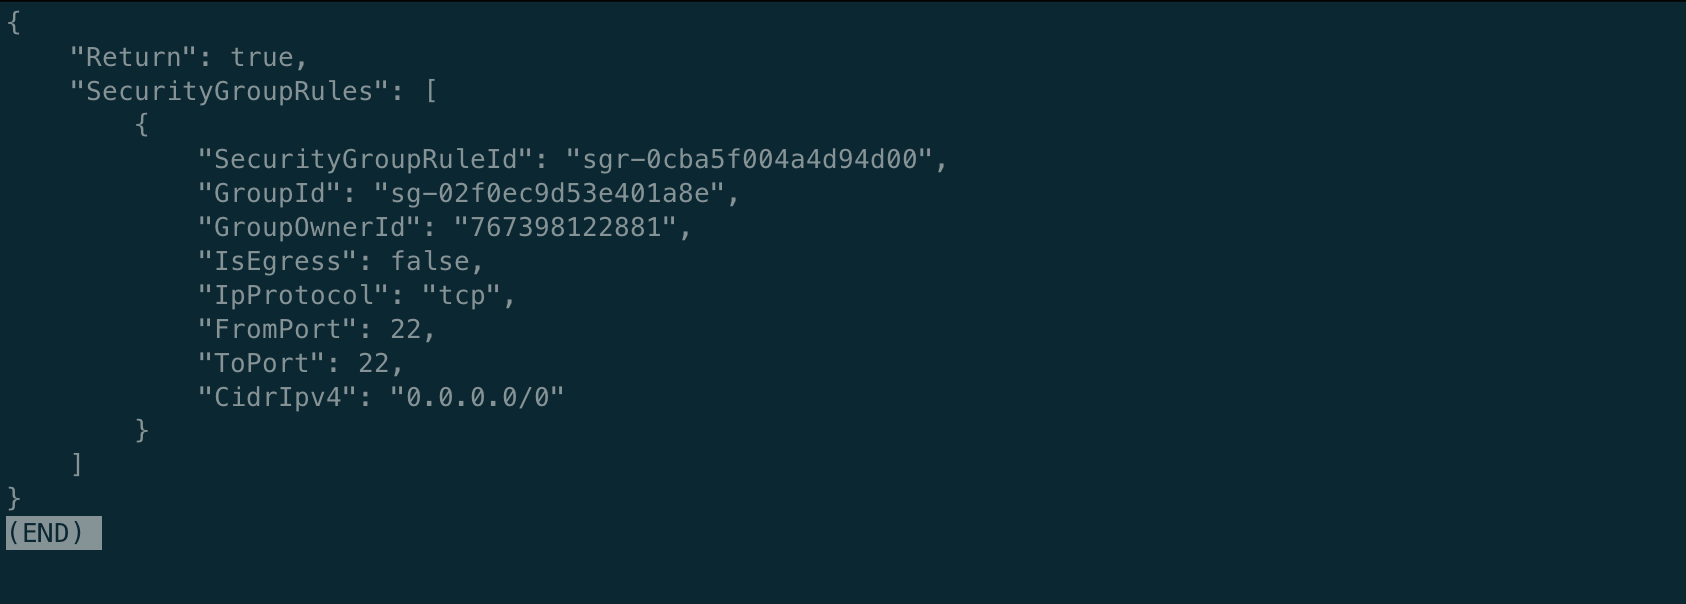 {
    "Return": true,
    "SecurityGroupRules": [
        {
            "SecurityGroupRuleId": "sgr-0cba5f004a4d94d00",
            "GroupId": "sg-02f0ec9d53e401a8e",
            "GroupOwnerId": "767398122881",
            "IsEgress": false,
            "IpProtocol": "tcp",
            "FromPort": 22,
            "ToPort": 22,
            "CidrIpv4": "0.0.0.0/0"
        }
    ]
}
(END)